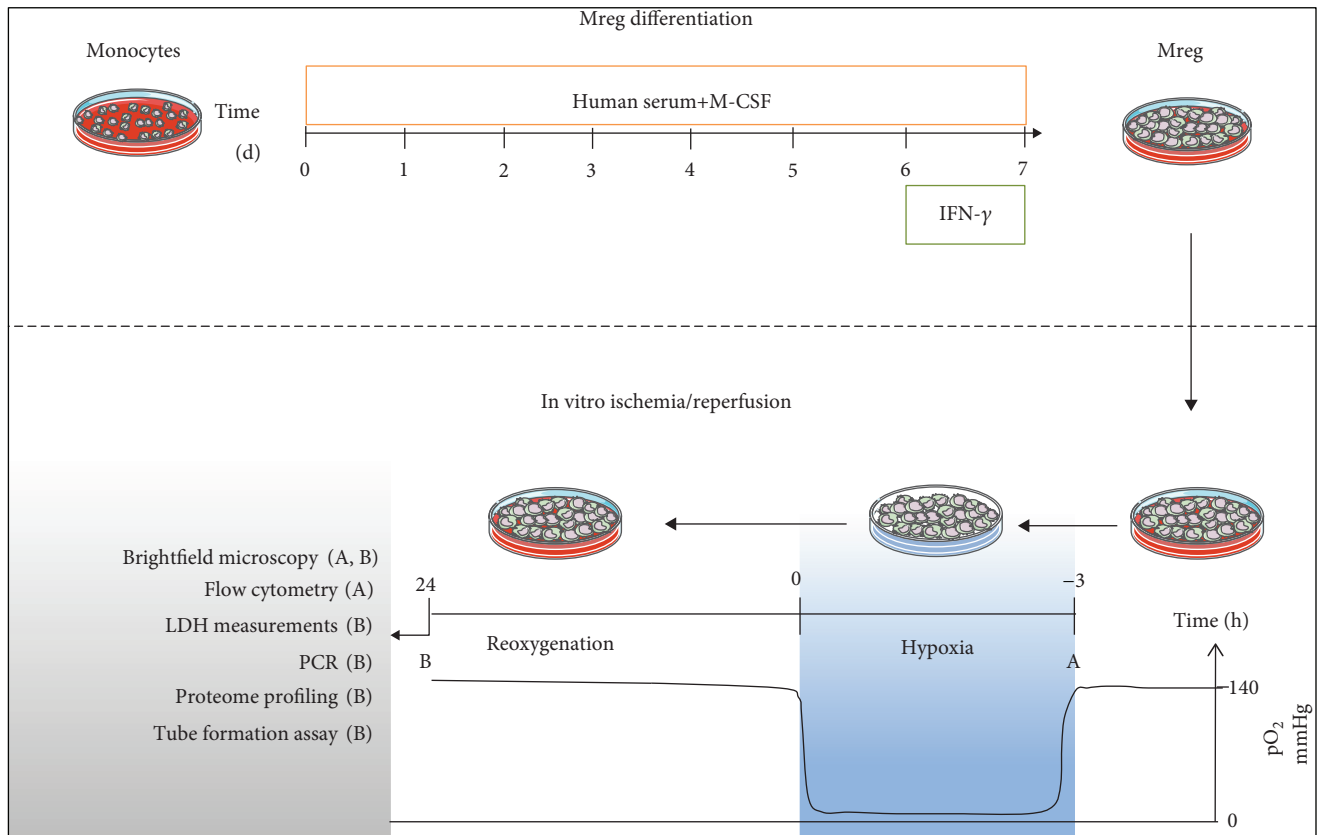 Mreg differentiation
Monocytes
Mreg
Human serum+M-CSF
Time
(d)
0 1 2 3 4 5 6 7
IFN-γ
In vitro ischemia/reperfusion
Brightfield microscopy (A, B)
Flow cytometry (A)
LDH measurements (B)
PCR (B)
Proteome profiling (B)
Tube formation assay (B)
24 0 −3
Reoxygenation
Hypoxia
Time (h)
B A
140
pO₂
mmHg
0